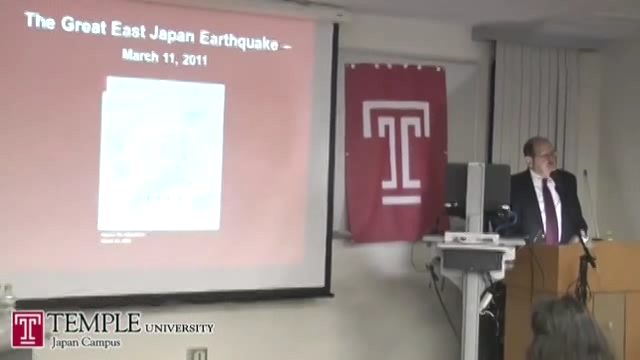 The Great East Japan Earthquake –
March 11, 2011
T
T
TEMPLE UNIVERSITY
Japan Campus